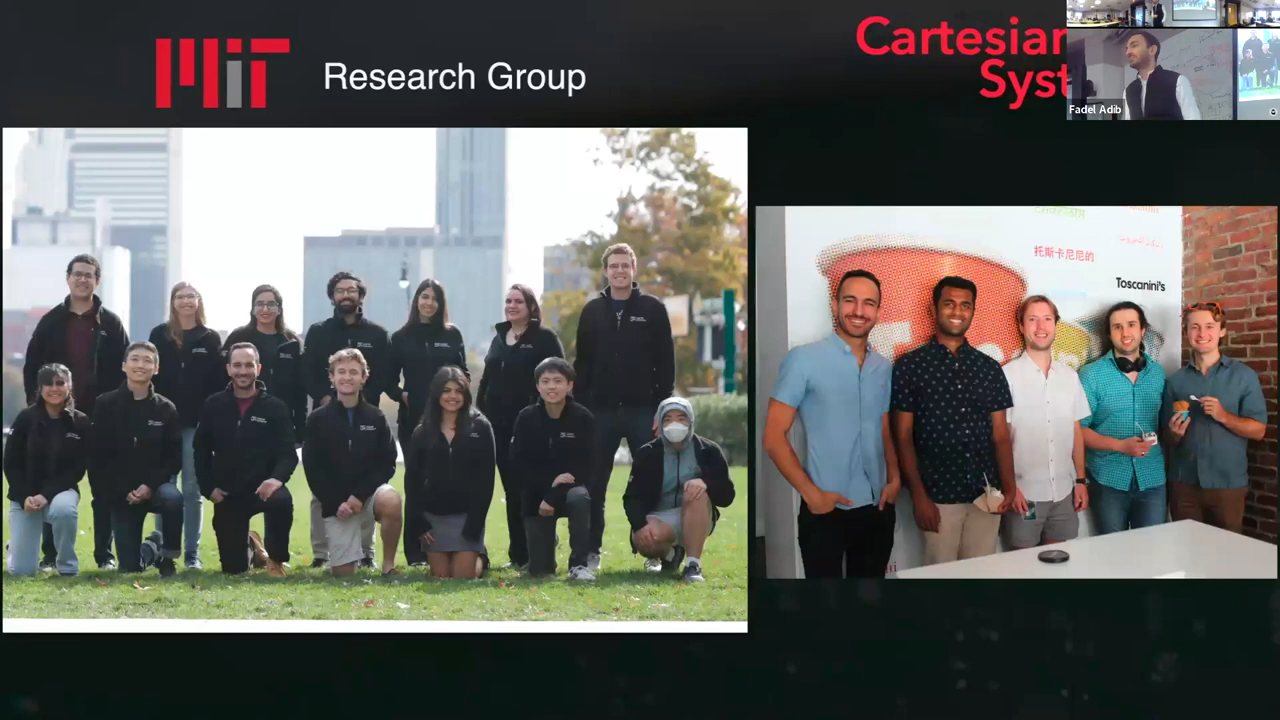 MiT
Research Group
Cartesian
Syst
Fadel Adib
托斯卡尼尼的
Toscanini's